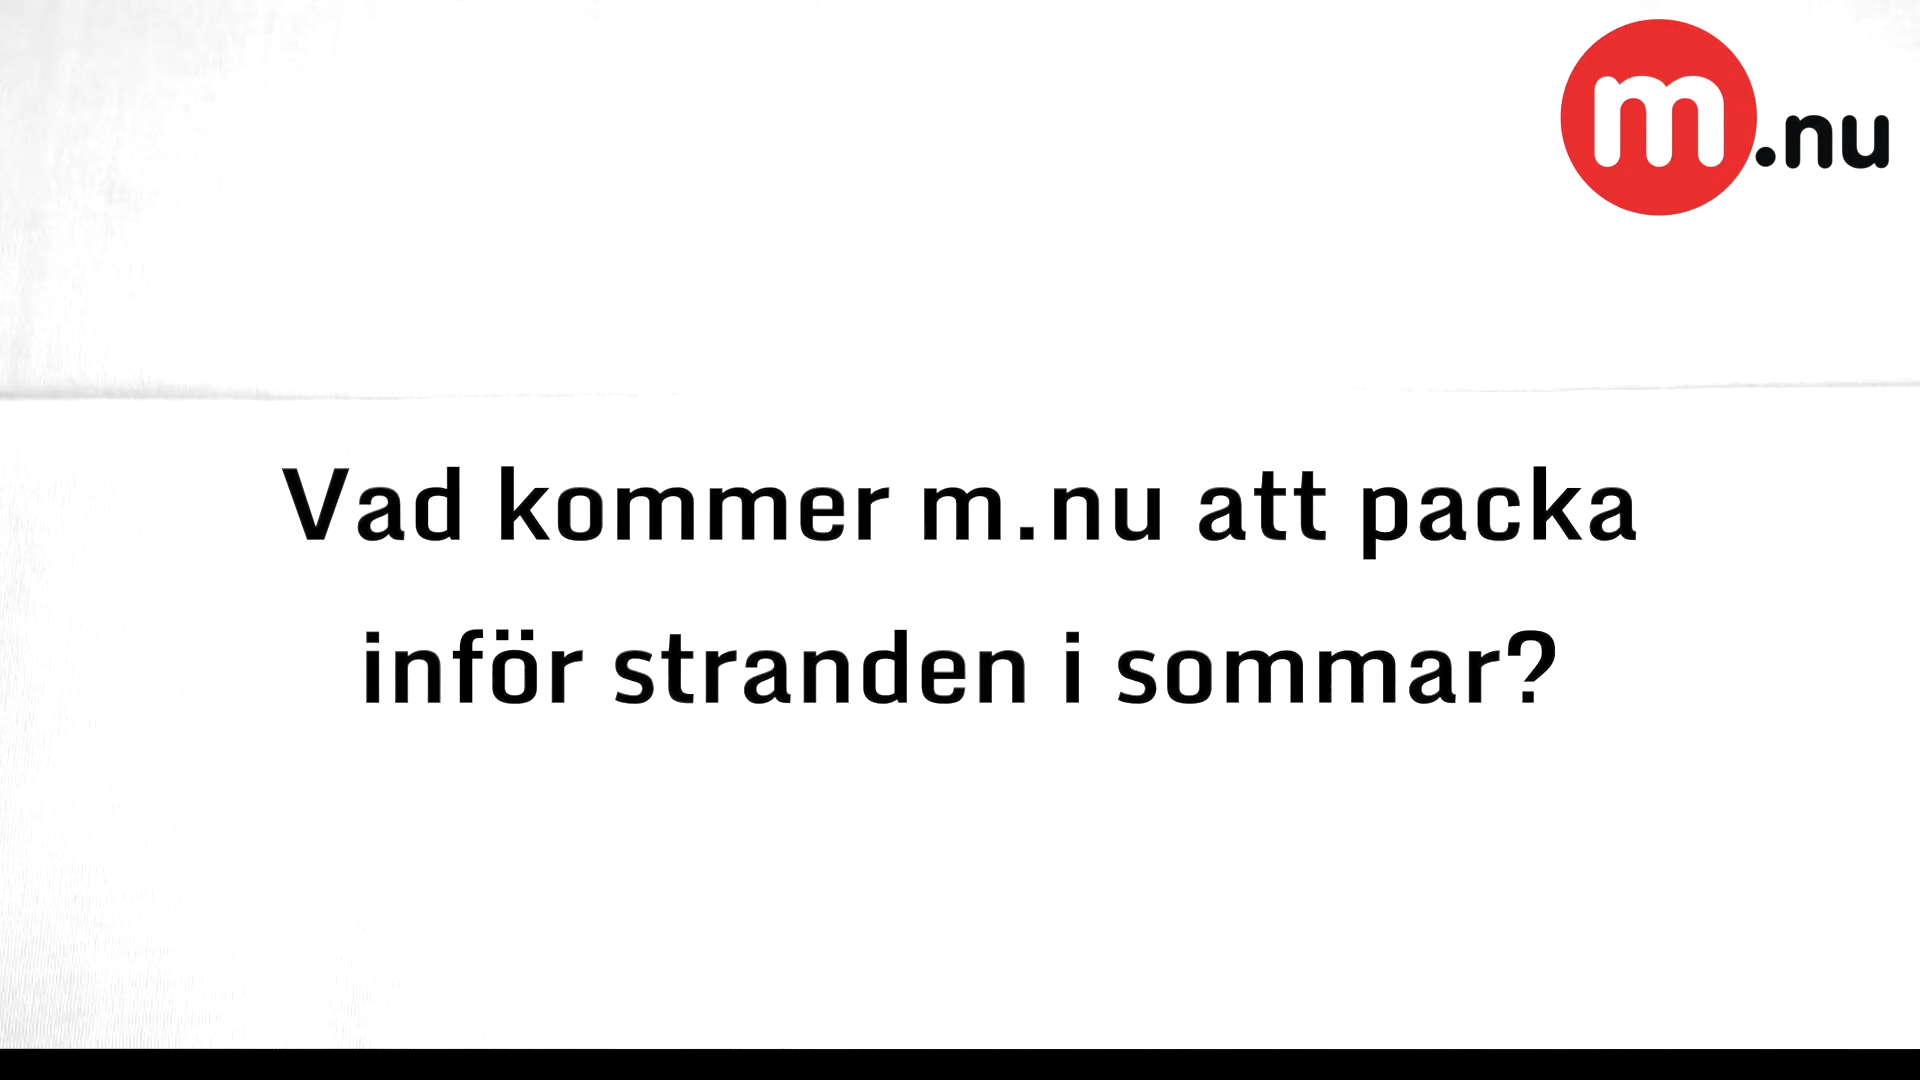 m.nu
Vad kommer m.nu att packa
inför stranden i sommar?